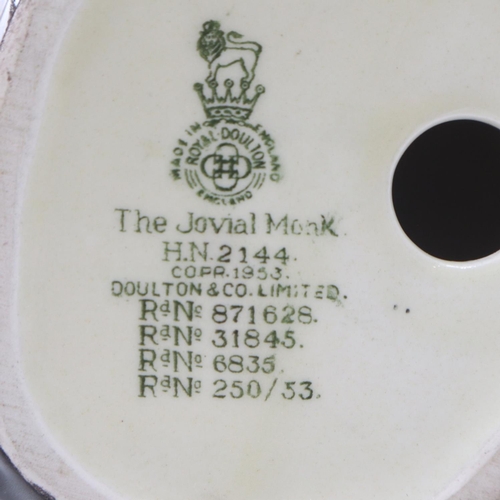 MADE IN ENGLAND
ROYAL·DOULTON
ENGLAND
The Jovial Monk.
H.N.2144.
COPR.1953.
DOULTON & CO. LIMITED.
RdNo 871628.
RdNo 31845.
RdNo 6835.
RdNo 250/53.